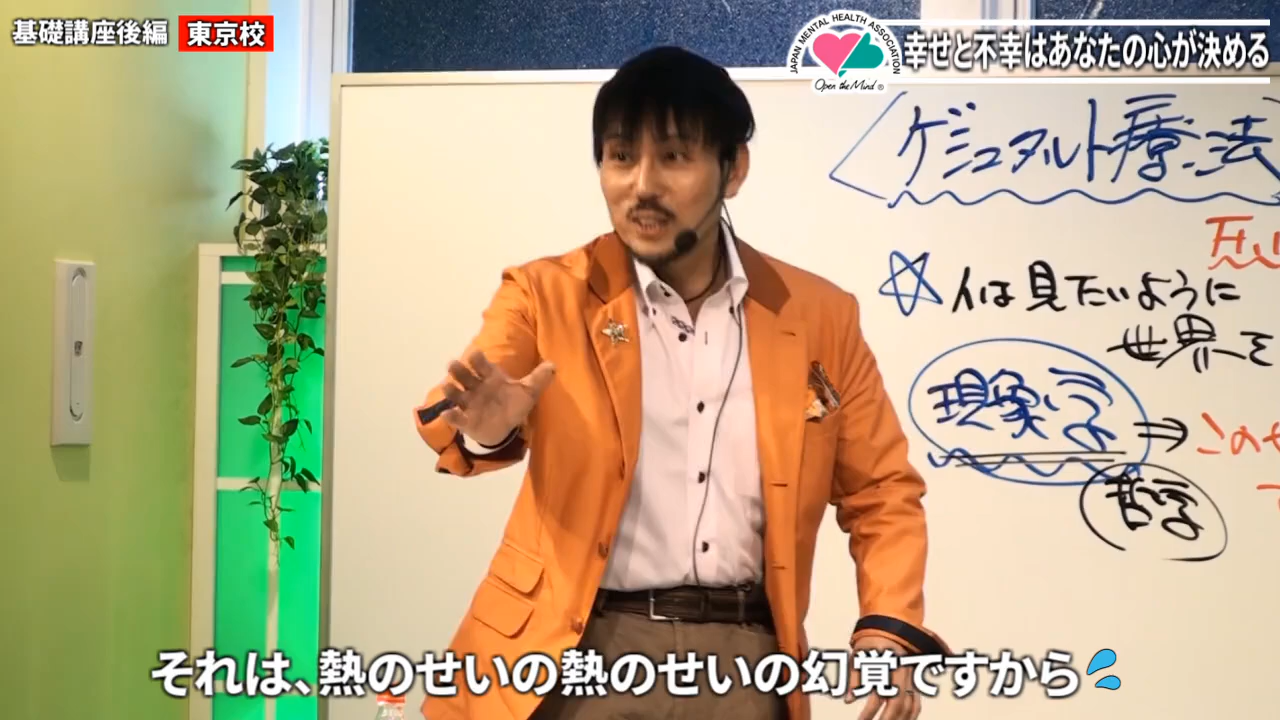 基礎講座後編 東京校
JAPAN MENTAL HEALTH ASSOCIATION
Open the Mind ®
幸せと不幸はあなたの心が決める
ゲシュタルト療法
☆人は見たいように
世界を
現象学 ⇒ この
哲学
それは、熱のせいの熱のせいの幻覚ですから💦